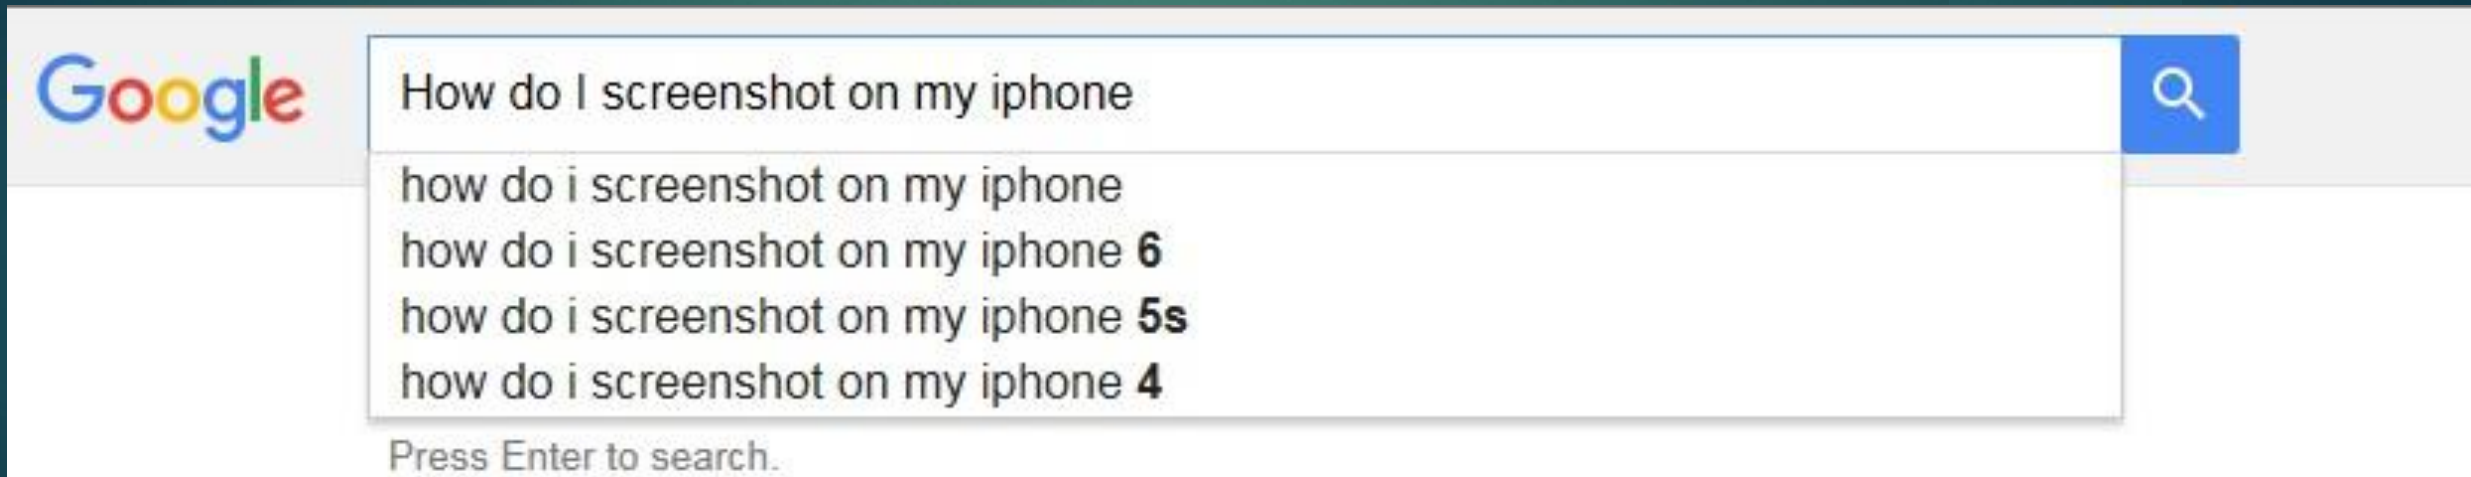 Google
How do I screenshot on my iphone
how do i screenshot on my iphone
how do i screenshot on my iphone 6
how do i screenshot on my iphone 5s
how do i screenshot on my iphone 4
Press Enter to search.